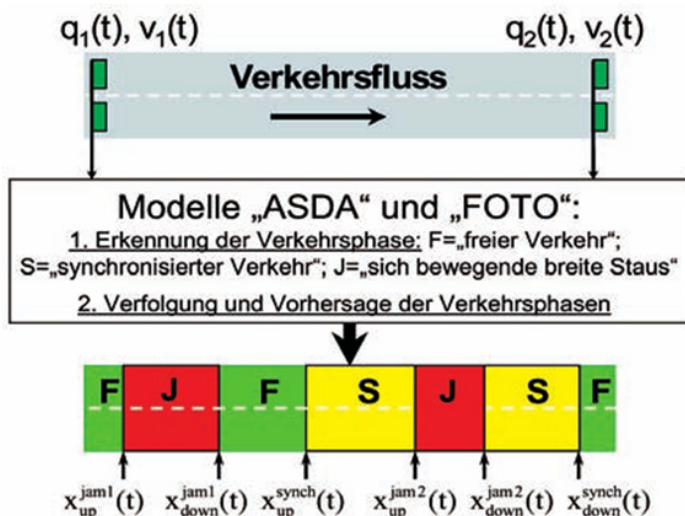 q₁(t), v₁(t) q₂(t), v₂(t)
Verkehrsfluss
Modelle „ASDA“ und „FOTO“:
1. Erkennung der Verkehrsphase: F=„freier Verkehr“;
S=„synchronisierter Verkehr“; J=„sich bewegende breite Staus“
2. Verfolgung und Vorhersage der Verkehrsphasen
F J F S J S F
x_up^jam1(t) x_down^jam1(t) x_up^synch(t) x_up^jam2(t) x_down^jam2(t) x_down^synch(t)